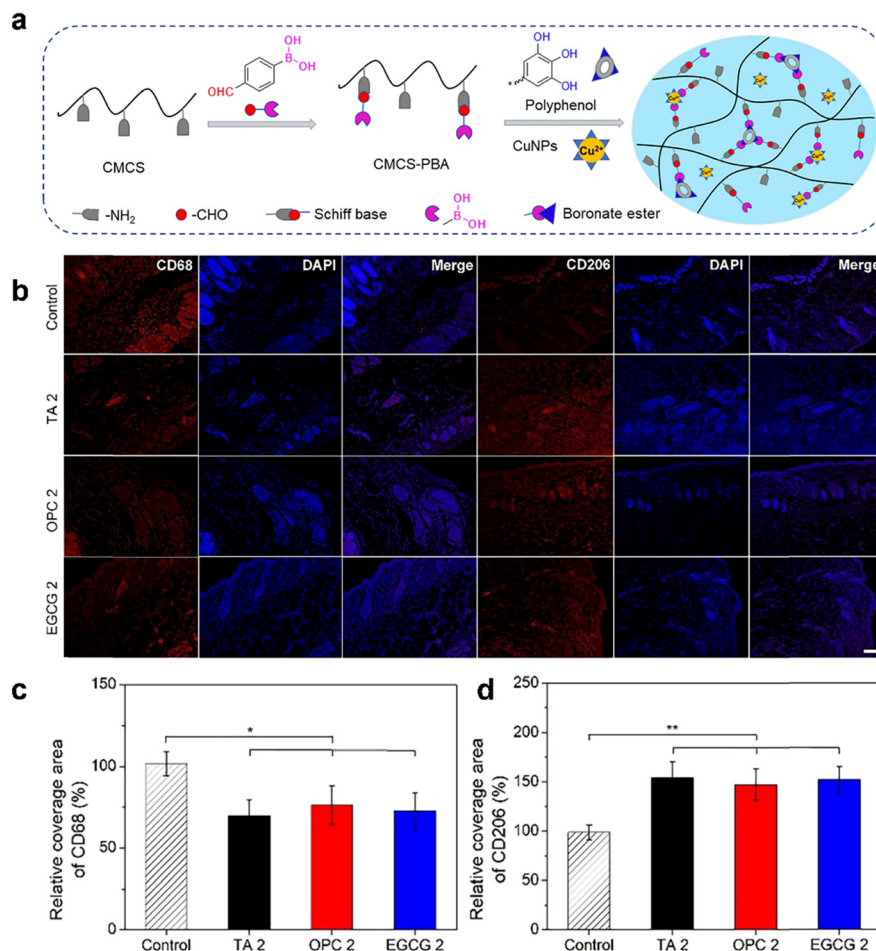 a
OH
B
OH
OHC
CMCS
CMCS-PBA
OH
HO
OH
Polyphenol
CuNPs
Cu²⁺
-NH₂
-CHO
Schiff base
OH
B
OH
Boronate ester
b
CD68 DAPI Merge CD206 DAPI Merge
Control
TA 2
OPC 2
EGCG 2
c
Relative coverage area
of CD68 (%)
150
100
50
0
*
Control TA 2 OPC 2 EGCG 2
d
Relative coverage area
of CD206 (%)
250
200
150
100
50
0
**
Control TA 2 OPC 2 EGCG 2